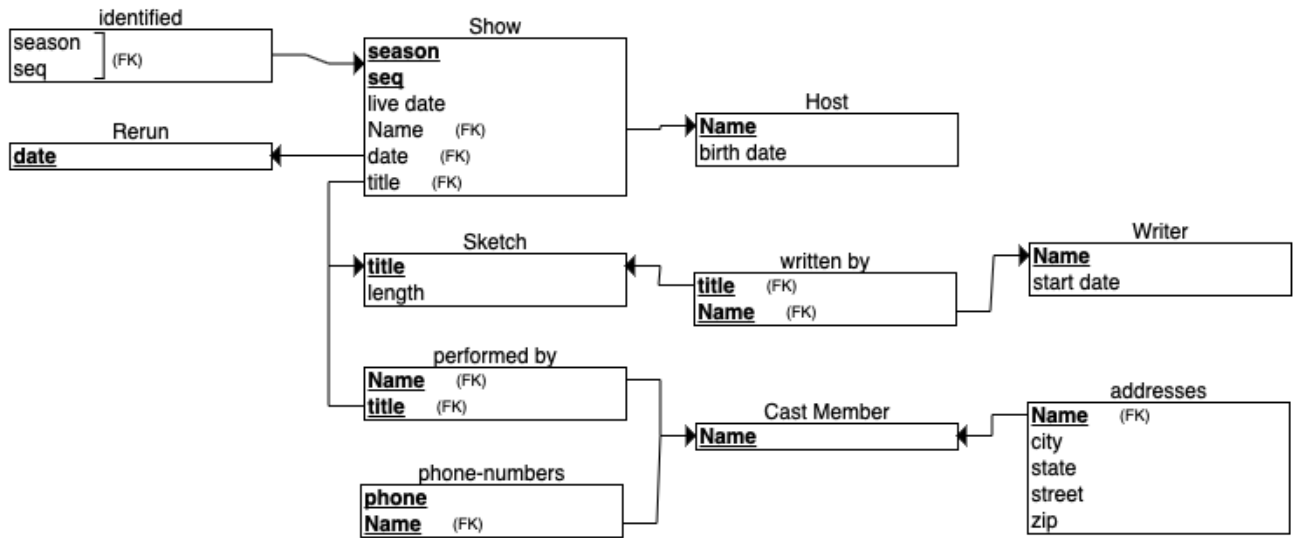 identified
season
seq
(FK)
Show
season
seq
live date
Name (FK)
date (FK)
title (FK)
Host
Name
birth date
Rerun
date
Sketch
title
length
written by
title (FK)
Name (FK)
Writer
Name
start date
performed by
Name (FK)
title (FK)
Cast Member
Name
addresses
Name (FK)
city
state
street
zip
phone-numbers
phone
Name (FK)